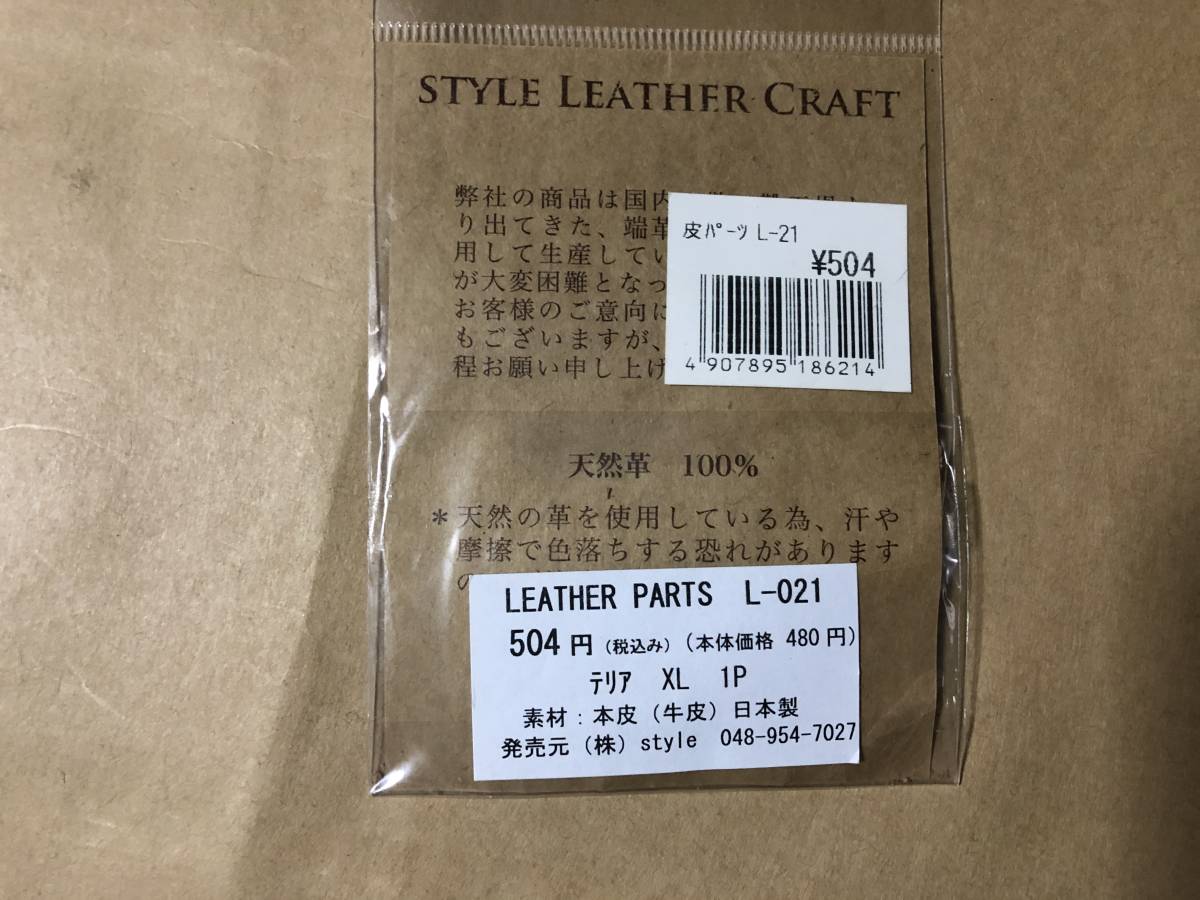 STYLE LEATHER CRAFT
弊社の商品は国内
り出てきた、端革
用して生産してい
が大変困難となっ
お客様のご意向に
もございますが、
程お願い申し上げ
皮ﾊﾟｰﾂ L-21
¥504
4 907895 186214
天然革 100%
*天然の革を使用している為、汗や
摩擦で色落ちする恐れがあります
の
LEATHER PARTS L-021
504円(税込み)(本体価格 480円)
ﾃﾘｱ XL 1P
素材:本皮(牛皮)日本製
発売元(株)style 048-954-7027